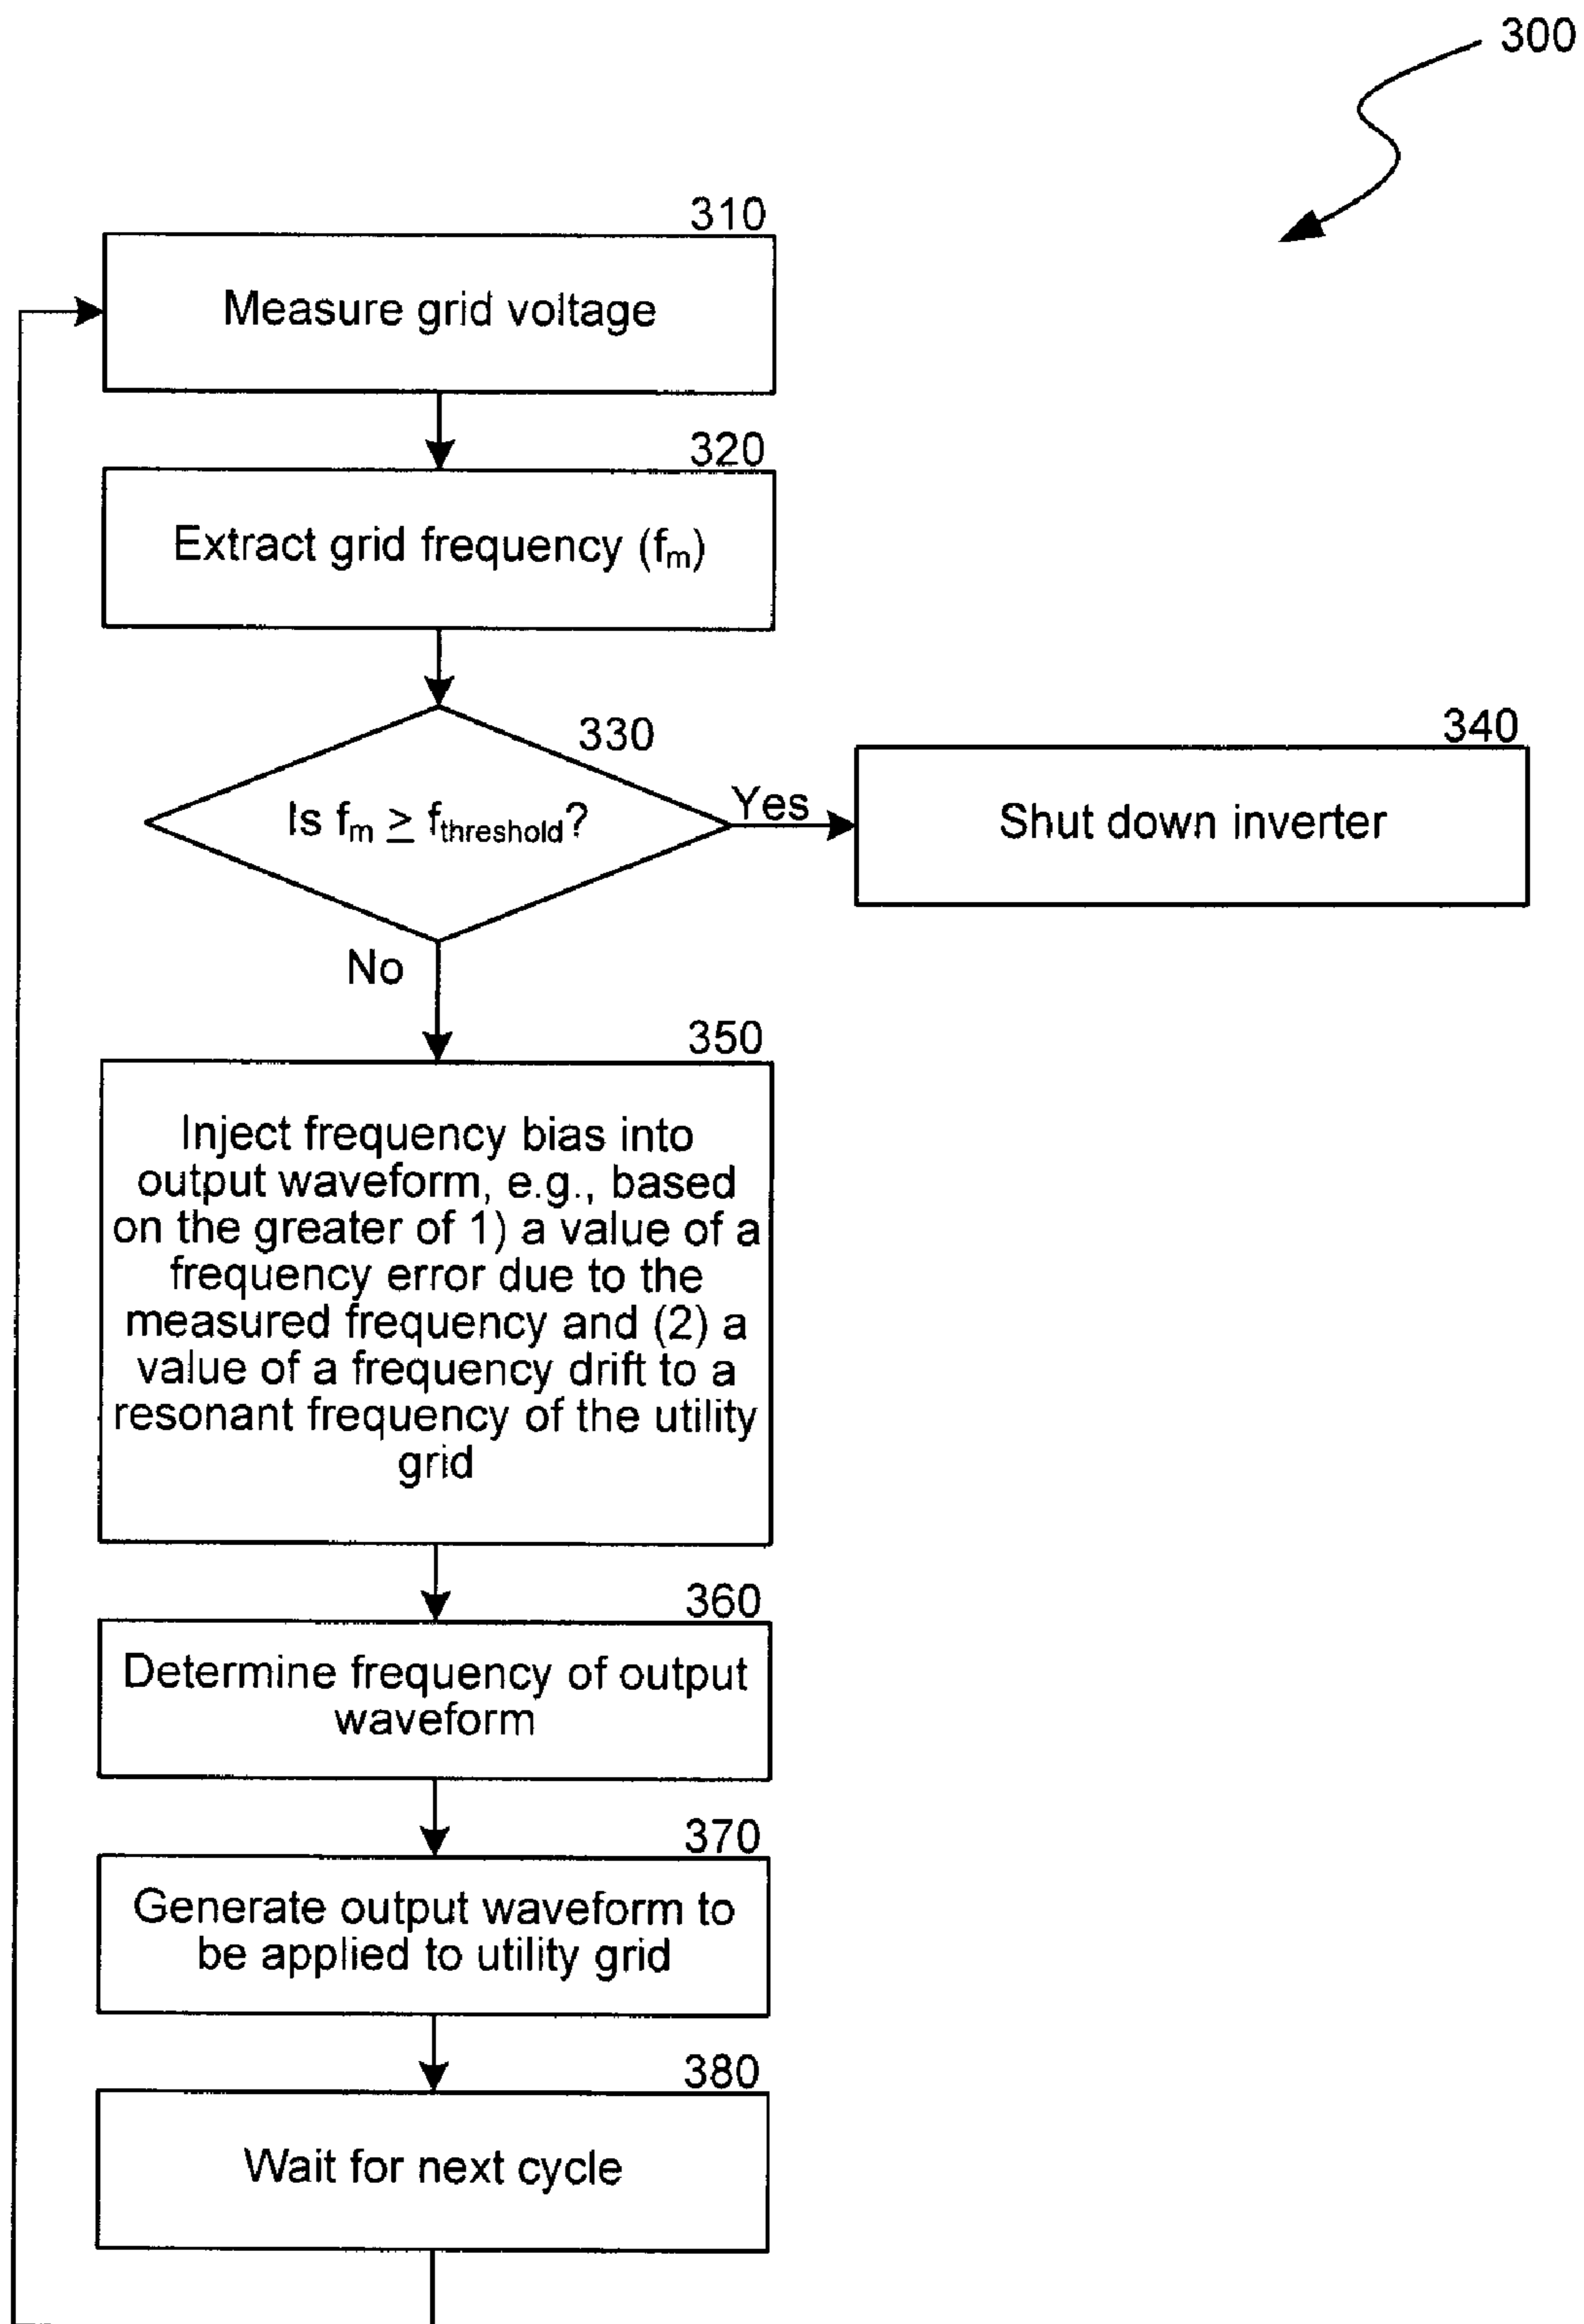 300
310
Measure grid voltage
320
Extract grid frequency (fm)
330
Is fm ≥ fthreshold?
Yes
340
Shut down inverter
No
350
Inject frequency bias into
output waveform, e.g., based
on the greater of 1) a value of a
frequency error due to the
measured frequency and (2) a
value of a frequency drift to a
resonant frequency of the utility
grid
360
Determine frequency of output
waveform
370
Generate output waveform to
be applied to utility grid
380
Wait for next cycle